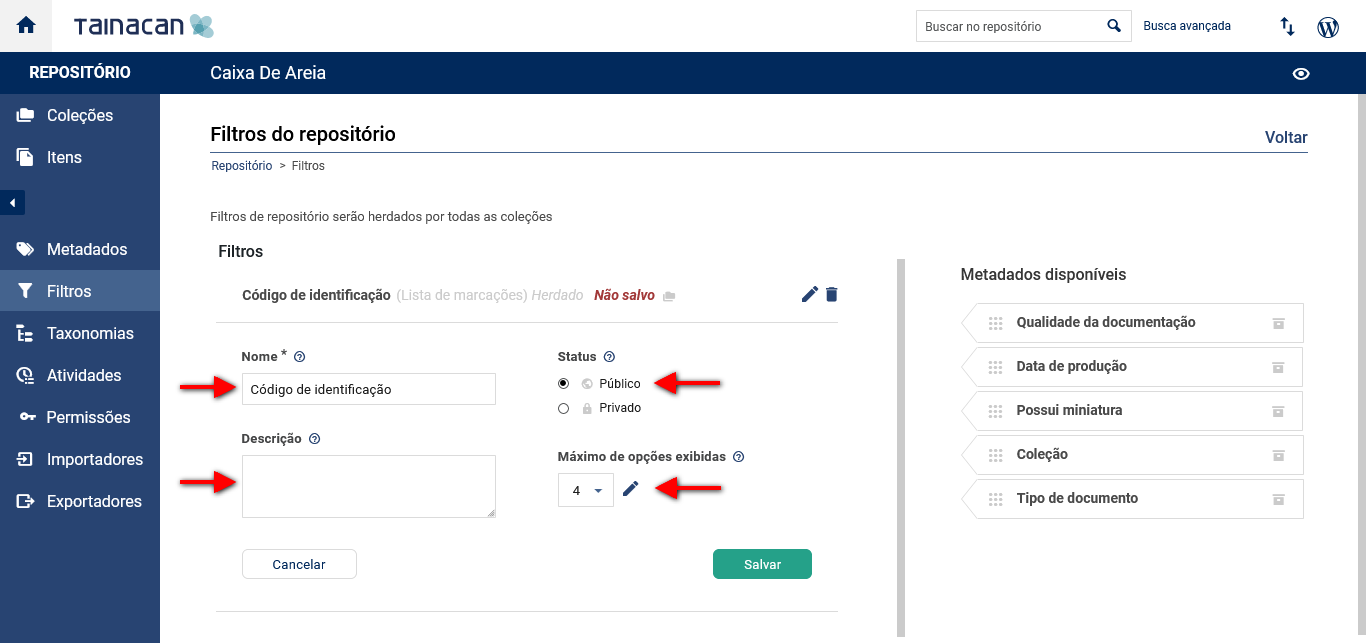 TAINACAN
Buscar no repositório
Busca avançada
REPOSITÓRIO
Caixa De Areia
Coleções
Itens
Metadados
Filtros
Taxonomias
Atividades
Permissões
Importadores
Exportadores
Filtros do repositório
Voltar
Repositório > Filtros
Filtros de repositório serão herdados por todas as coleções
Filtros
Código de identificação (Lista de marcações) Herdado Não salvo
Nome *
Código de identificação
Descrição
Status
Público
Privado
Máximo de opções exibidas
4
Cancelar
Salvar
Metadados disponíveis
Qualidade da documentação
Data de produção
Possui miniatura
Coleção
Tipo de documento